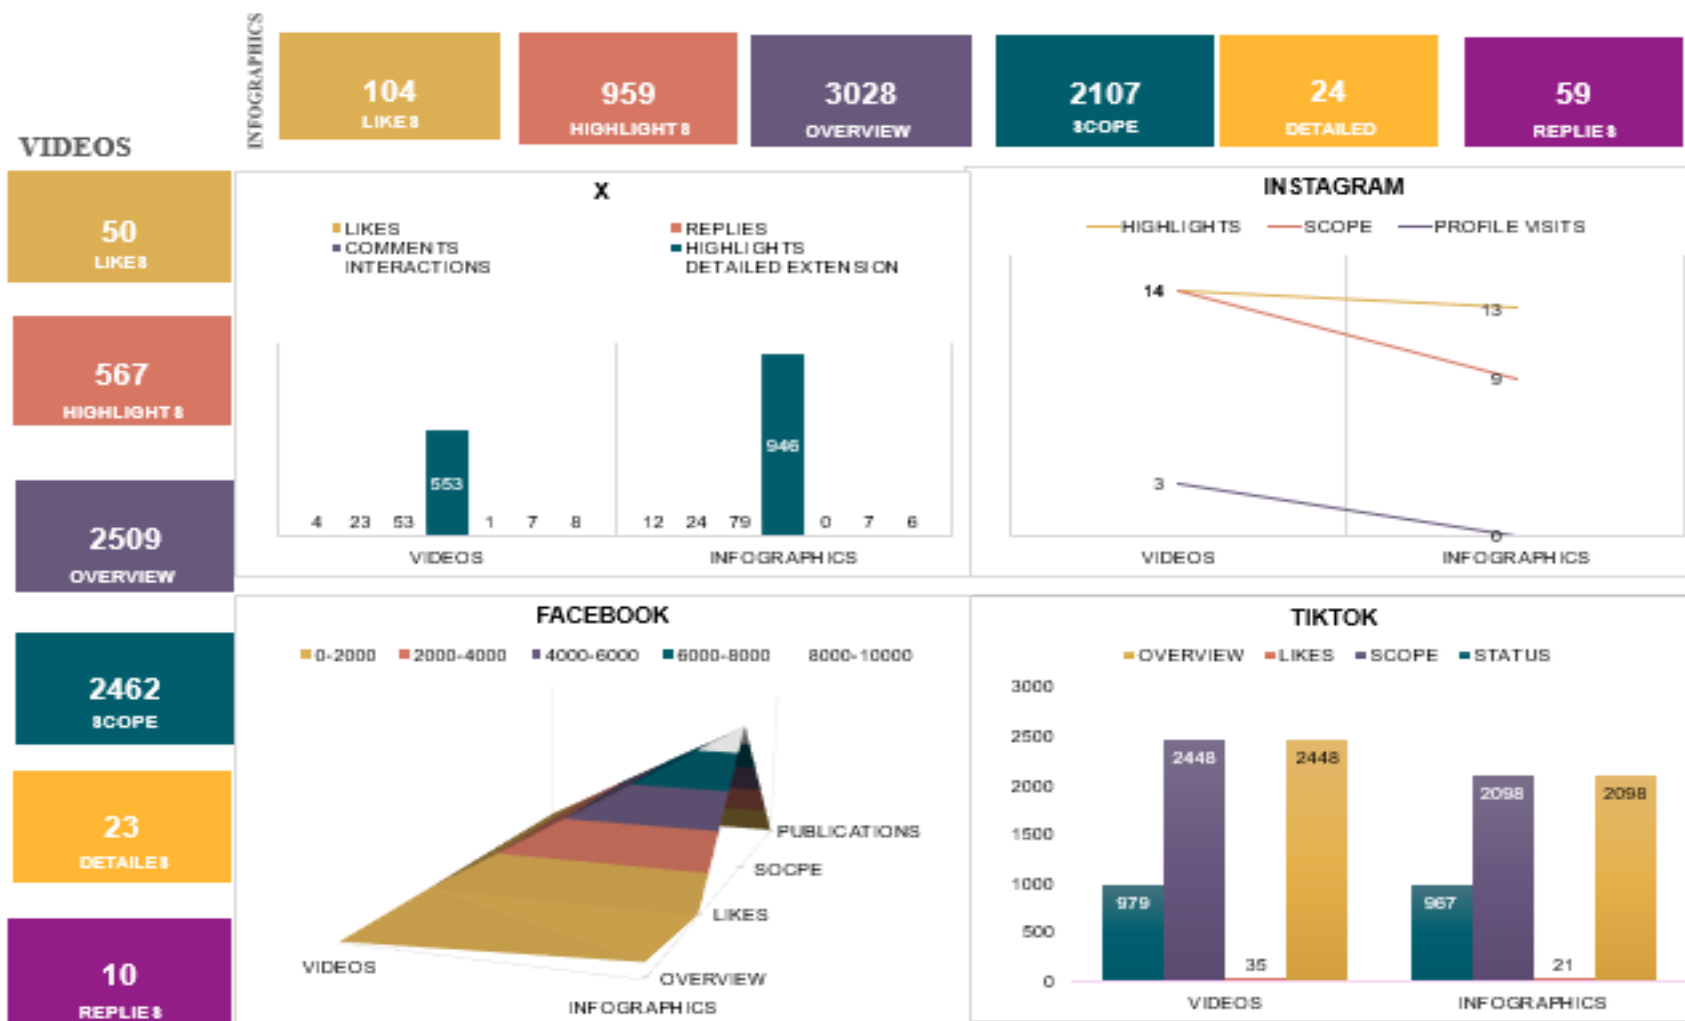 INFOGRAPHICS
104
LIKES
959
HIGHLIGHTS
3028
OVERVIEW
2107
SCOPE
24
DETAILED
59
REPLIES
VIDEOS
50
LIKES
567
HIGHLIGHTS
2509
OVERVIEW
2462
SCOPE
23
DETAILES
10
REPLIES
X
LIKES REPLIES
COMMENTS HIGHLIGHTS
INTERACTIONS DETAILED EXTENSION
553
946
4 23 53 1 7 8 12 24 79 0 7 6
VIDEOS INFOGRAPHICS
INSTAGRAM
HIGHLIGHTS SCOPE PROFILE VISITS
14
13
9
3
0
VIDEOS INFOGRAPHICS
FACEBOOK
0-2000 2000-4000 4000-6000 6000-8000 8000-10000
PUBLICATIONS
SOCPE
LIKES
OVERVIEW
VIDEOS
INFOGRAPHICS
TIKTOK
OVERVIEW LIKES SCOPE STATUS
3000
2500
2000
1500
1000
500
0
979 2448 35 2448
967 2098 21 2098
VIDEOS INFOGRAPHICS